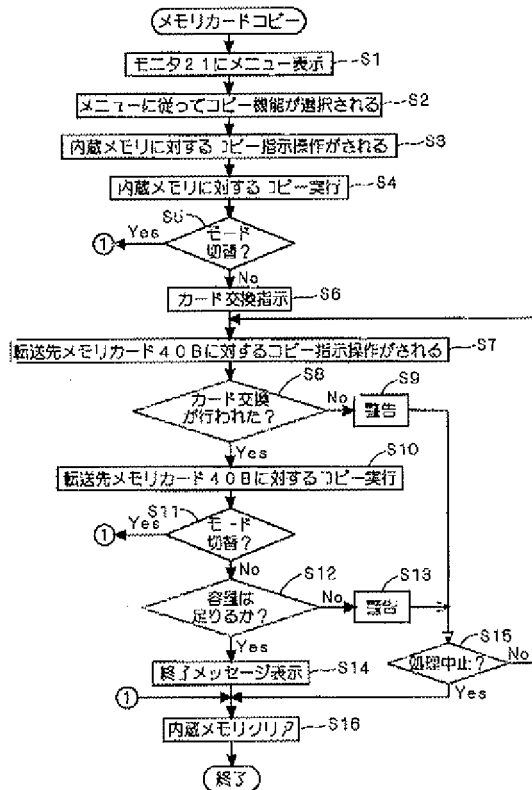 メモリカードコピー
モニタ21にメニュー表示
S1
メニューに従ってコピー機能が選択される
S2
内蔵メモリに対するコピー指示操作がされる
S3
内蔵メモリに対するコピー実行
S4
S5
モード
切替?
Yes
①
No
カード交換指示
S6
転送先メモリカード40Bに対するコピー指示操作がされる
S7
S8
カード交換
が行われた?
No
S9
警告
Yes
S10
転送先メモリカード40Bに対するコピー実行
S11
モード
切替?
Yes
①
No
S12
容量は
足りるか?
No
S13
警告
Yes
S15
処理中止?
No
Yes
終了メッセージ表示
S14
①
内蔵メモリクリア
S16
終了